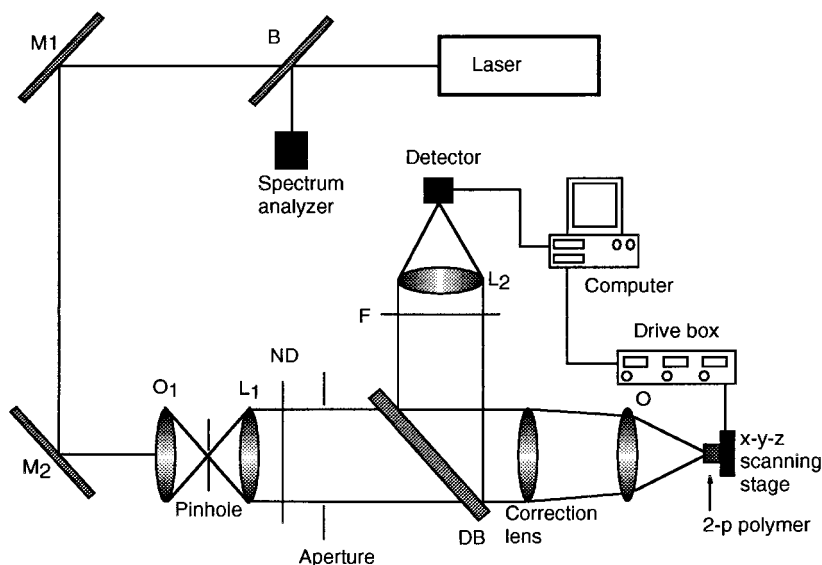 M1
B
Laser
Spectrum
analyzer
Detector
L2
Computer
F
Drive box
ND
O1
L1
O
M2
Pinhole
x-y-z
scanning
stage
Aperture
DB
Correction
lens
2-p polymer